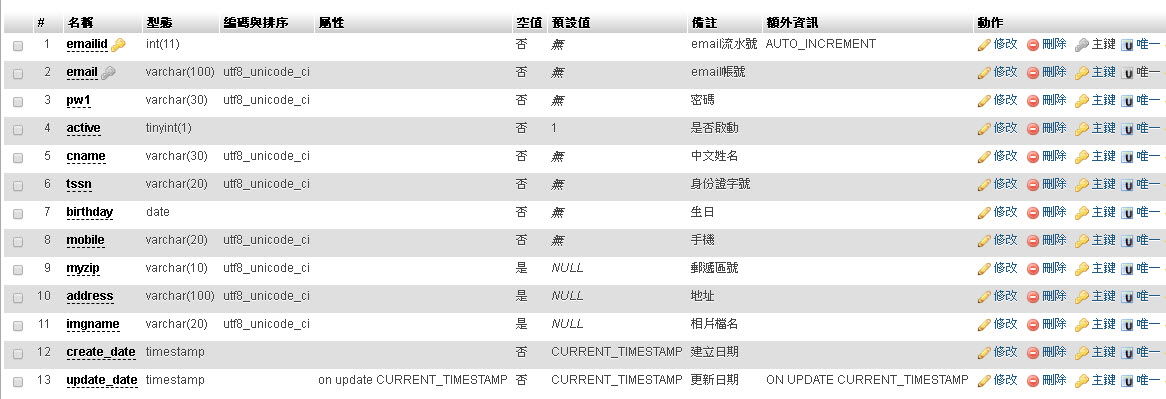 # 名稱 型態 編碼與排序 屬性 空值 預設值 備註 額外資訊 動作
1 emailid int(11) 否 無 email流水號 AUTO_INCREMENT 修改 刪除 主鍵 U 唯一
2 email varchar(100) utf8_unicode_ci 否 無 email帳號 修改 刪除 主鍵 U 唯一
3 pw1 varchar(30) utf8_unicode_ci 否 無 密碼 修改 刪除 主鍵 U 唯一
4 active tinyint(1) 否 1 是否啟動 修改 刪除 主鍵 U 唯一
5 cname varchar(30) utf8_unicode_ci 否 無 中文姓名 修改 刪除 主鍵 U 唯一
6 tssn varchar(20) utf8_unicode_ci 否 無 身份證字號 修改 刪除 主鍵 U 唯一
7 birthday date 否 無 生日 修改 刪除 主鍵 U 唯一
8 mobile varchar(20) utf8_unicode_ci 否 無 手機 修改 刪除 主鍵 U 唯一
9 myzip varchar(10) utf8_unicode_ci 是 NULL 郵遞區號 修改 刪除 主鍵 U 唯一
10 address varchar(100) utf8_unicode_ci 是 NULL 地址 修改 刪除 主鍵 U 唯一
11 imgname varchar(20) utf8_unicode_ci 是 NULL 相片檔名 修改 刪除 主鍵 U 唯一
12 create_date timestamp 否 CURRENT_TIMESTAMP 建立日期 修改 刪除 主鍵 U 唯一
13 update_date timestamp on update CURRENT_TIMESTAMP 否 CURRENT_TIMESTAMP 更新日期 ON UPDATE CURRENT_TIMESTAMP 修改 刪除 主鍵 U 唯一